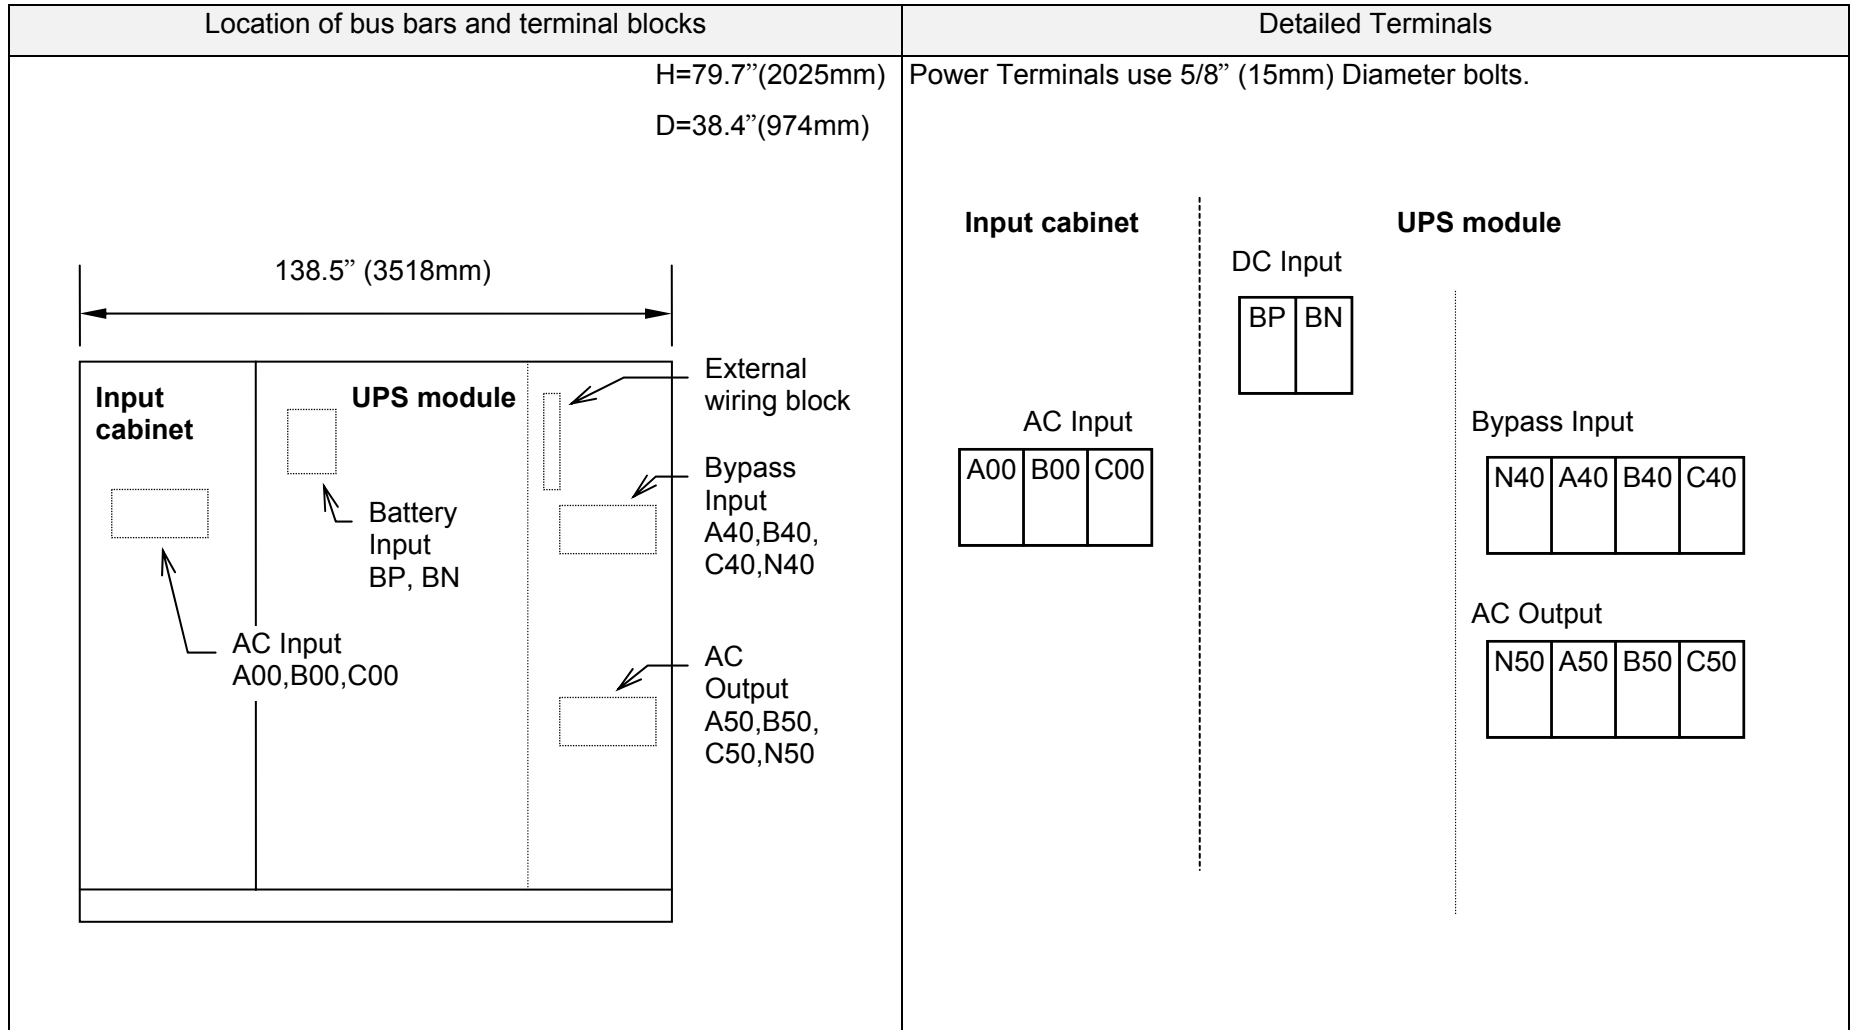 Location of bus bars and terminal blocks
Detailed Terminals
H=79.7”(2025mm)
D=38.4”(974mm)
138.5” (3518mm)
Input
cabinet
UPS module
External
wiring block
Bypass
Input
A40,B40,
C40,N40
Battery
Input
BP, BN
AC Input
A00,B00,C00
AC
Output
A50,B50,
C50,N50
Power Terminals use 5/8” (15mm) Diameter bolts.
Input cabinet
UPS module
DC Input
BP BN
AC Input
A00 B00 C00
Bypass Input
N40 A40 B40 C40
AC Output
N50 A50 B50 C50